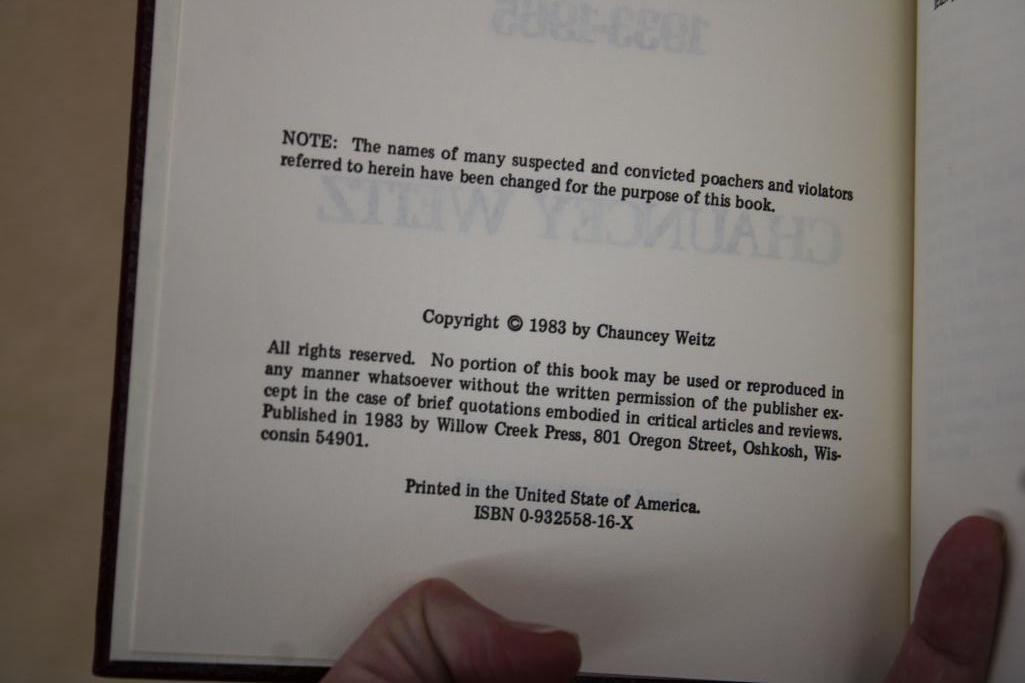 1933-1965
NOTE: The names of many suspected and convicted poachers and violators
referred to herein have been changed for the purpose of this book.
CHAUNCEY WEITZ
Copyright © 1983 by Chauncey Weitz
All rights reserved. No portion of this book may be used or reproduced in
any manner whatsoever without the written permission of the publisher ex-
cept in the case of brief quotations embodied in critical articles and reviews.
Published in 1983 by Willow Creek Press, 801 Oregon Street, Oshkosh, Wis-
consin 54901.
Printed in the United State of America.
ISBN 0-932558-16-X